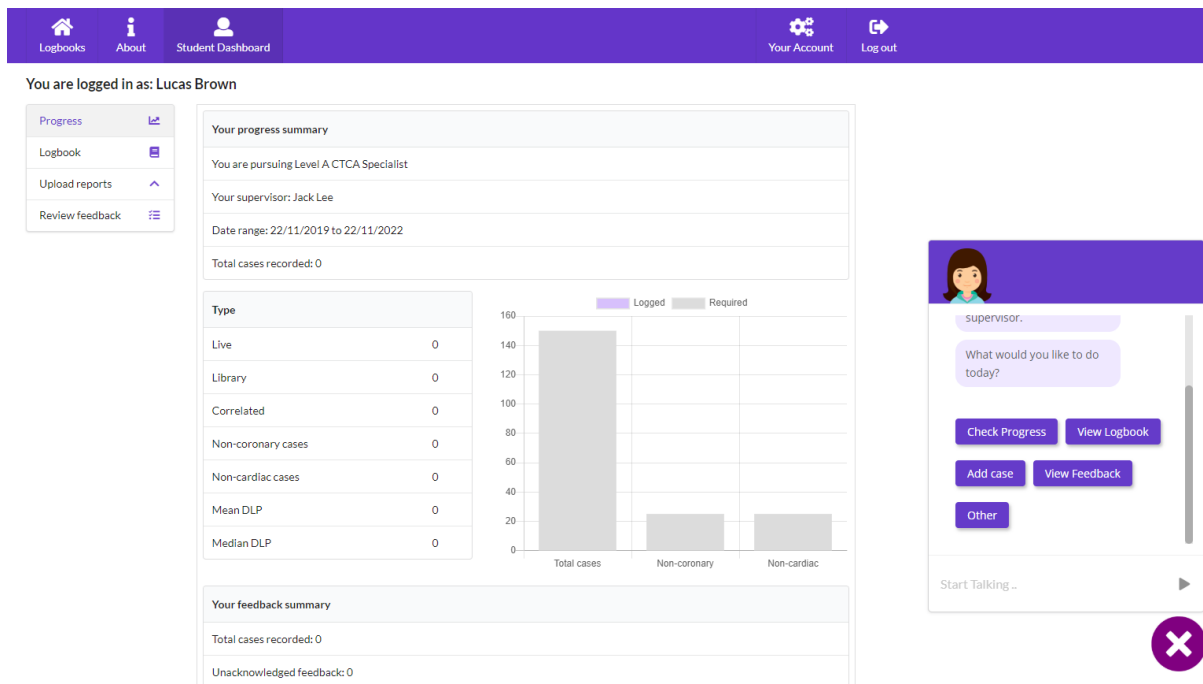 Logbooks
About
Student Dashboard
Your Account
Log out
You are logged in as: Lucas Brown
Progress
Logbook
Upload reports
Review feedback
Your progress summary
You are pursuing Level A CTCA Specialist
Your supervisor: Jack Lee
Date range: 22/11/2019 to 22/11/2022
Total cases recorded: 0
Type
Live 0
Library 0
Correlated 0
Non-coronary cases 0
Non-cardiac cases 0
Mean DLP 0
Median DLP 0
Logged Required
160
140
120
100
80
60
40
20
0
Total cases Non-coronary Non-cardiac
Your feedback summary
Total cases recorded: 0
Unacknowledged feedback: 0
supervisor.
What would you like to do
today?
Check Progress View Logbook
Add case View Feedback
Other
Start Talking ..